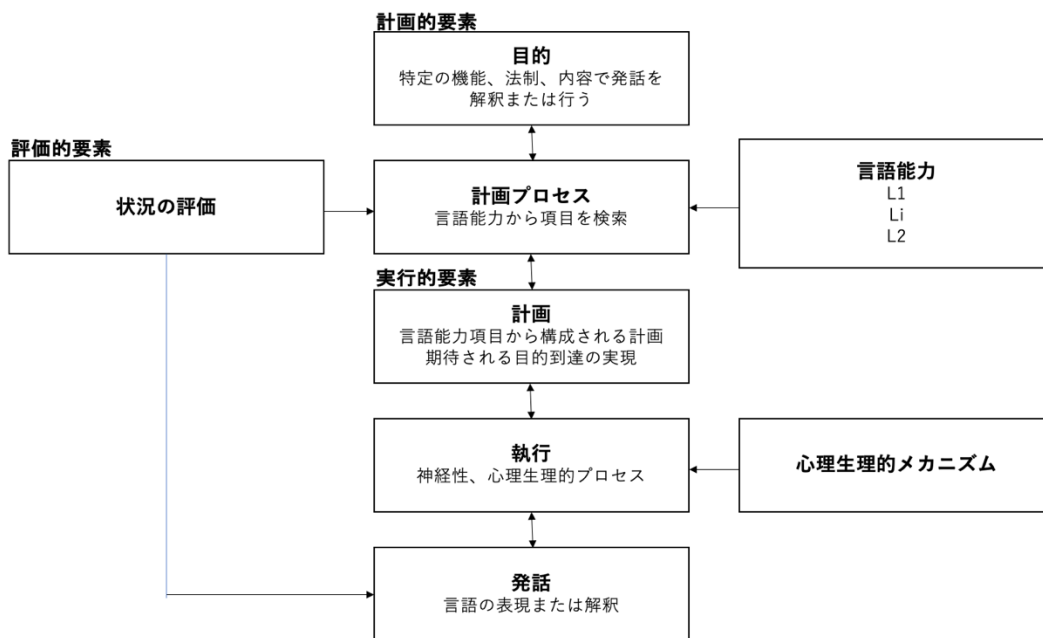 計画的要素
目的
特定の機能、法制、内容で発話を
解釈または行う
評価的要素
状況の評価
計画プロセス
言語能力から項目を検索
言語能力
L1
Li
L2
実行的要素
計画
言語能力項目から構成される計画
期待される目的到達の実現
執行
神経性、心理生理的プロセス
心理生理的メカニズム
発話
言語の表現または解釈